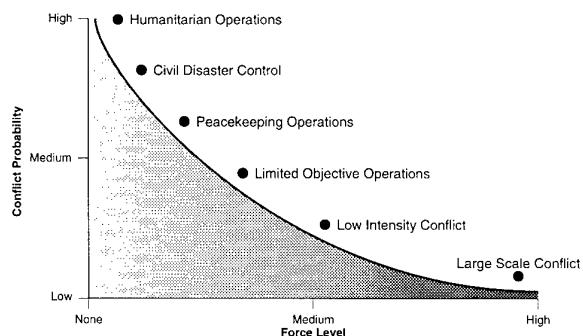 High
Humanitarian Operations
Civil Disaster Control
Peacekeeping Operations
Conflict Probability
Medium
Limited Objective Operations
Low Intensity Conflict
Large Scale Conflict
Low
None
Medium
High
Force Level